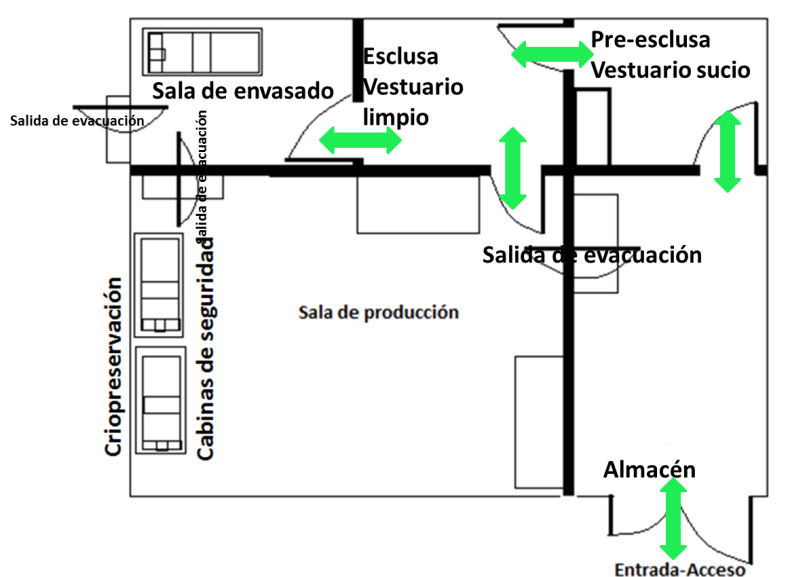 Pre-esclusa
Vestuario sucio
Esclusa
Vestuario
limpio
Sala de envasado
Salida de evacuación
Salida de evacuación
Salida de evacuación
Sala de producción
Criopreservación
Cabinas de seguridad
Almacén
Entrada-Acceso